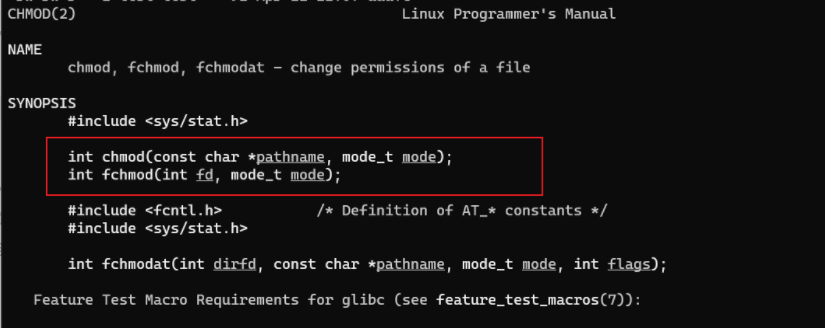 CHMOD(2) Linux Programmer's Manual
NAME
chmod, fchmod, fchmodat - change permissions of a file
SYNOPSIS
#include <sys/stat.h>
int chmod(const char *pathname, mode_t mode);
int fchmod(int fd, mode_t mode);
#include <fcntl.h> /* Definition of AT_* constants */
#include <sys/stat.h>
int fchmodat(int dirfd, const char *pathname, mode_t mode, int flags);
Feature Test Macro Requirements for glibc (see feature_test_macros(7)):